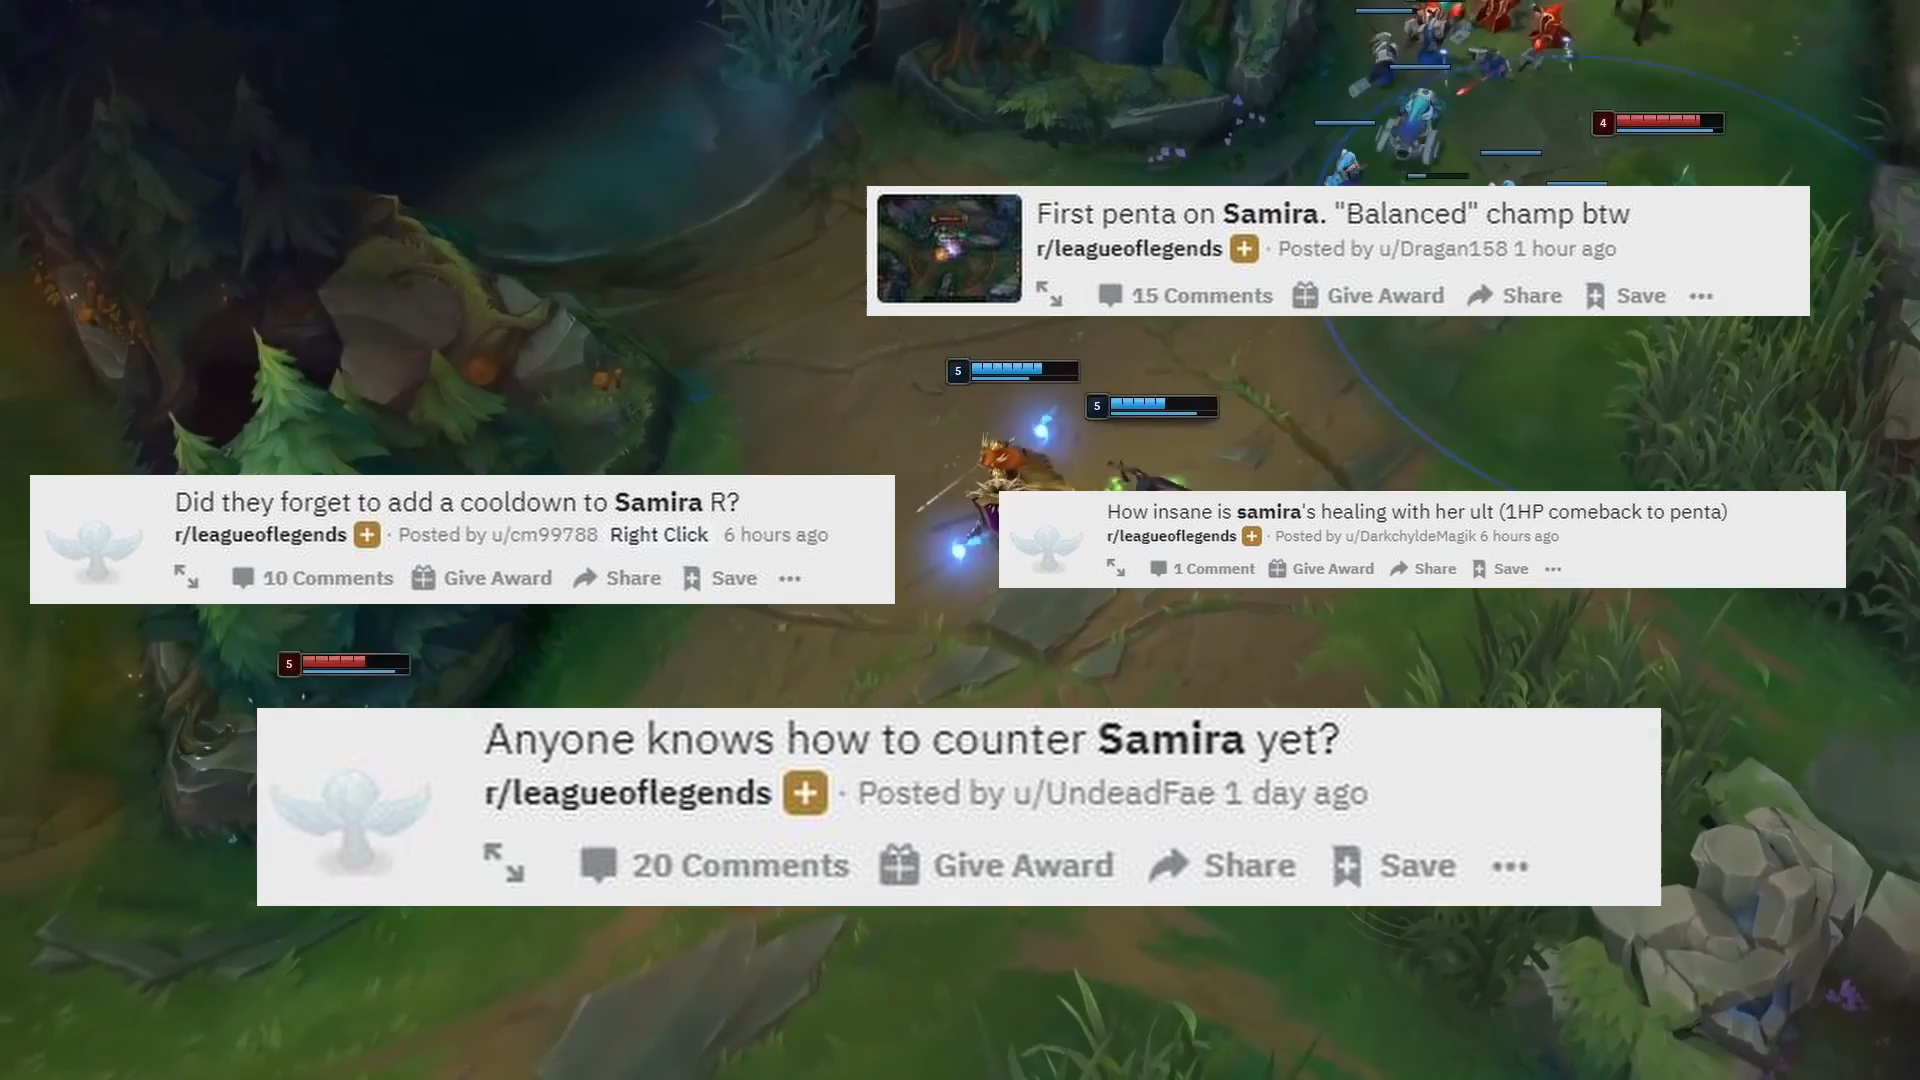 4
First penta on Samira. "Balanced" champ btw
r/leagueoflegends + · Posted by u/Dragan158 1 hour ago
15 Comments Give Award Share Save ...
5
5
Did they forget to add a cooldown to Samira R?
r/leagueoflegends + · Posted by u/cm99788 Right Click 6 hours ago
10 Comments Give Award Share Save ...
How insane is samira's healing with her ult (1HP comeback to penta)
r/leagueoflegends + · Posted by u/DarkchyldeMagik 6 hours ago
1 Comment Give Award Share Save ...
5
Anyone knows how to counter Samira yet?
r/leagueoflegends + · Posted by u/UndeadFae 1 day ago
20 Comments Give Award Share Save ...